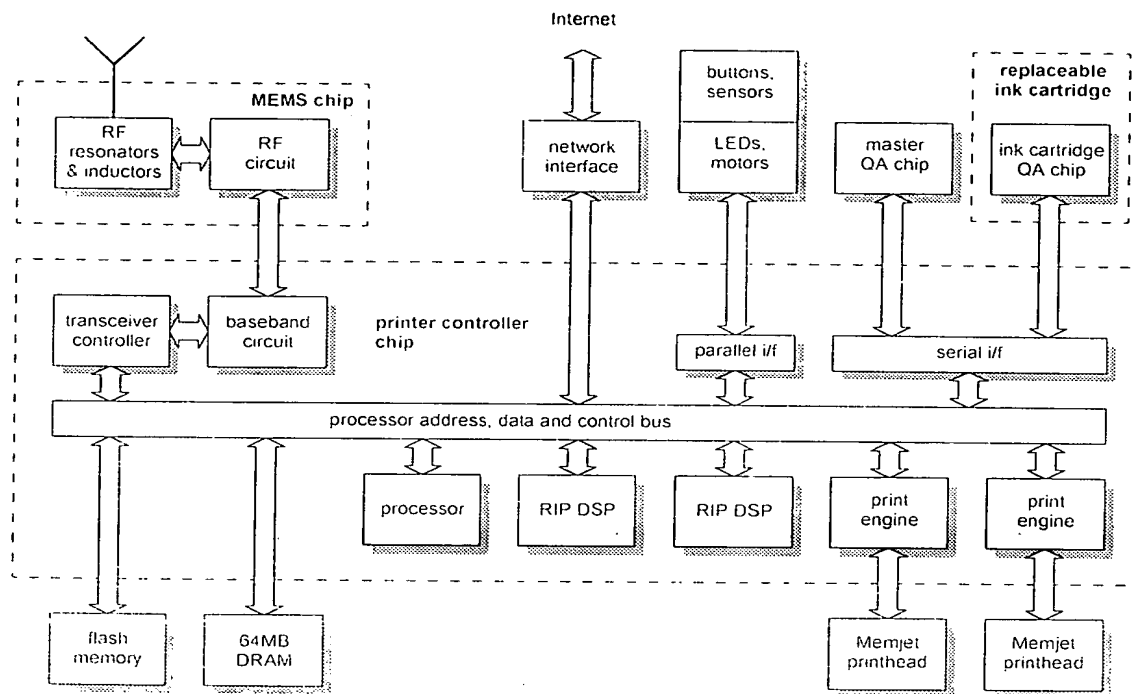 Internet
MEMS chip
RF
resonators
& inductors
RF
circuit
network
interface
buttons,
sensors
LEDs,
motors
master
QA chip
replaceable
ink cartridge
ink cartridge
QA chip
transceiver
controller
baseband
circuit
printer controller
chip
parallel i/f
serial i/f
processor address, data and control bus
processor
RIP DSP
RIP DSP
print
engine
print
engine
flash
memory
64MB
DRAM
Memjet
printhead
Memjet
printhead